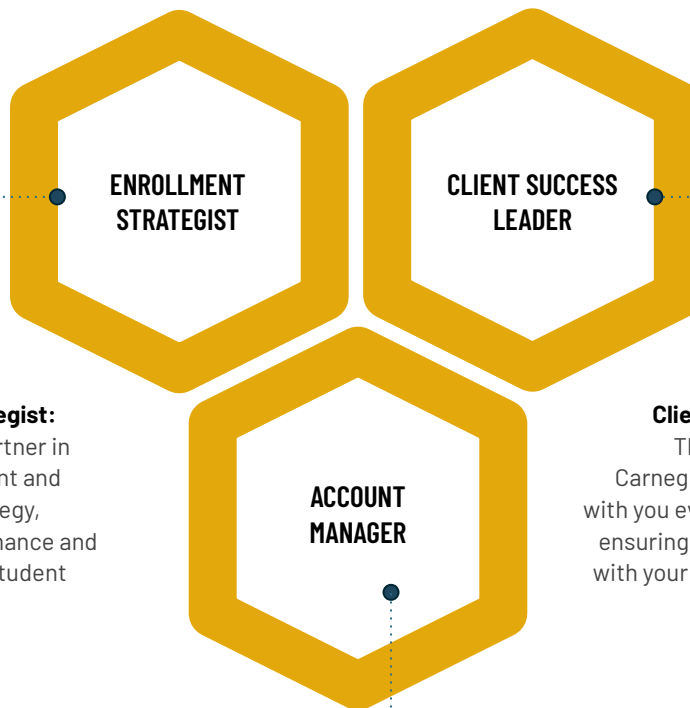 ENROLLMENT
STRATEGIST
CLIENT SUCCESS
LEADER
ACCOUNT
MANAGER
egist:
rtner in
nt and
egy,
nance and
tudent
Clie
Th
Carneg
with you ev
ensuring
with your